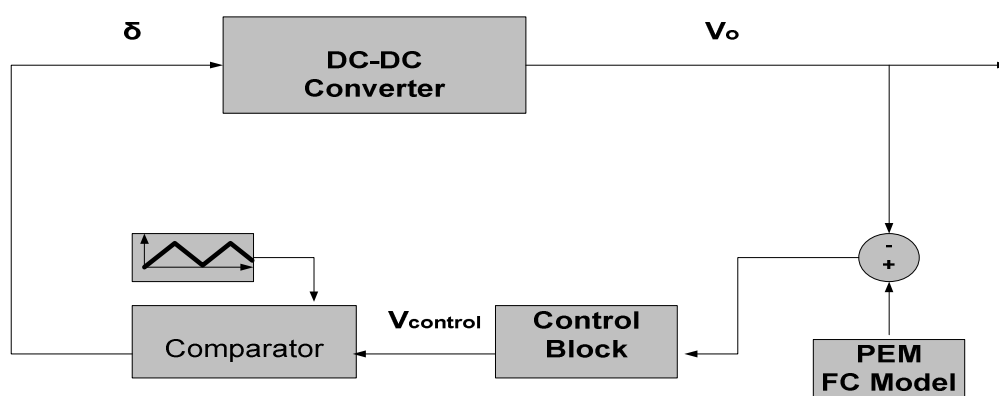 δ
Vo
DC-DC
Converter
-
+
Vcontrol
Control
Block
Comparator
PEM
FC Model